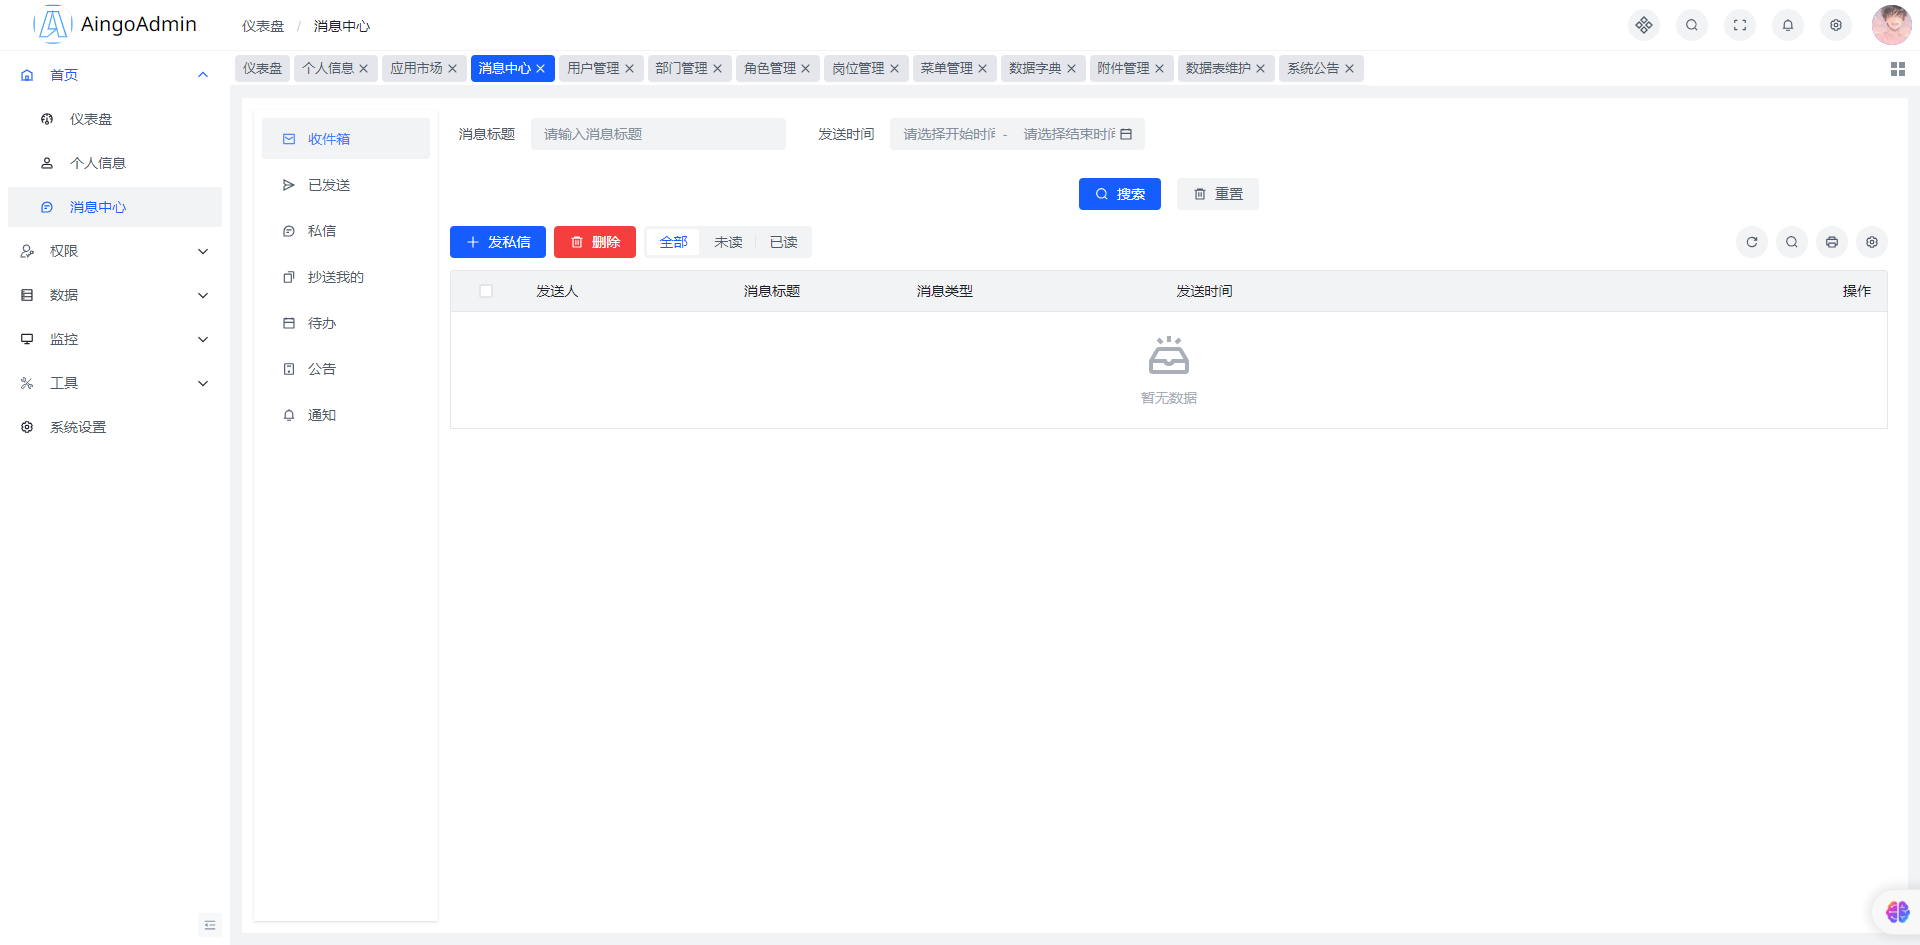 AingoAdmin
仪表盘 / 消息中心
首页
仪表盘
个人信息
消息中心
权限
数据
监控
工具
系统设置
仪表盘 个人信息 应用市场 消息中心 用户管理 部门管理 角色管理 岗位管理 菜单管理 数据字典 附件管理 数据表维护 系统公告
收件箱
已发送
私信
抄送我的
待办
公告
通知
消息标题 请输入消息标题 发送时间 请选择开始时间 - 请选择结束时间
搜索 重置
发私信 删除 全部 未读 已读
发送人 消息标题 消息类型 发送时间 操作
暂无数据